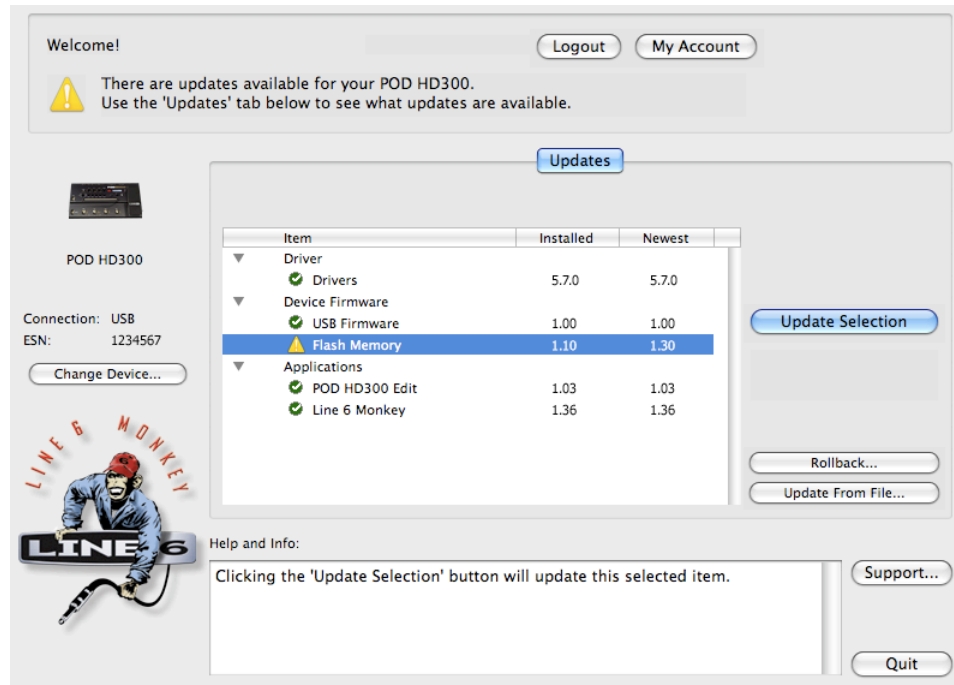 Welcome!
Logout
My Account
There are updates available for your POD HD300.
Use the 'Updates' tab below to see what updates are available.
Updates
Item Installed Newest
Driver
Drivers 5.7.0 5.7.0
Device Firmware
USB Firmware 1.00 1.00
Flash Memory 1.10 1.30
Applications
POD HD300 Edit 1.03 1.03
Line 6 Monkey 1.36 1.36
POD HD300
Connection: USB
ESN: 1234567
Change Device...
Update Selection
Rollback...
Update From File...
LINE 6 MONKEY
6
LINE 6
Help and Info:
Clicking the 'Update Selection' button will update this selected item.
Support...
Quit